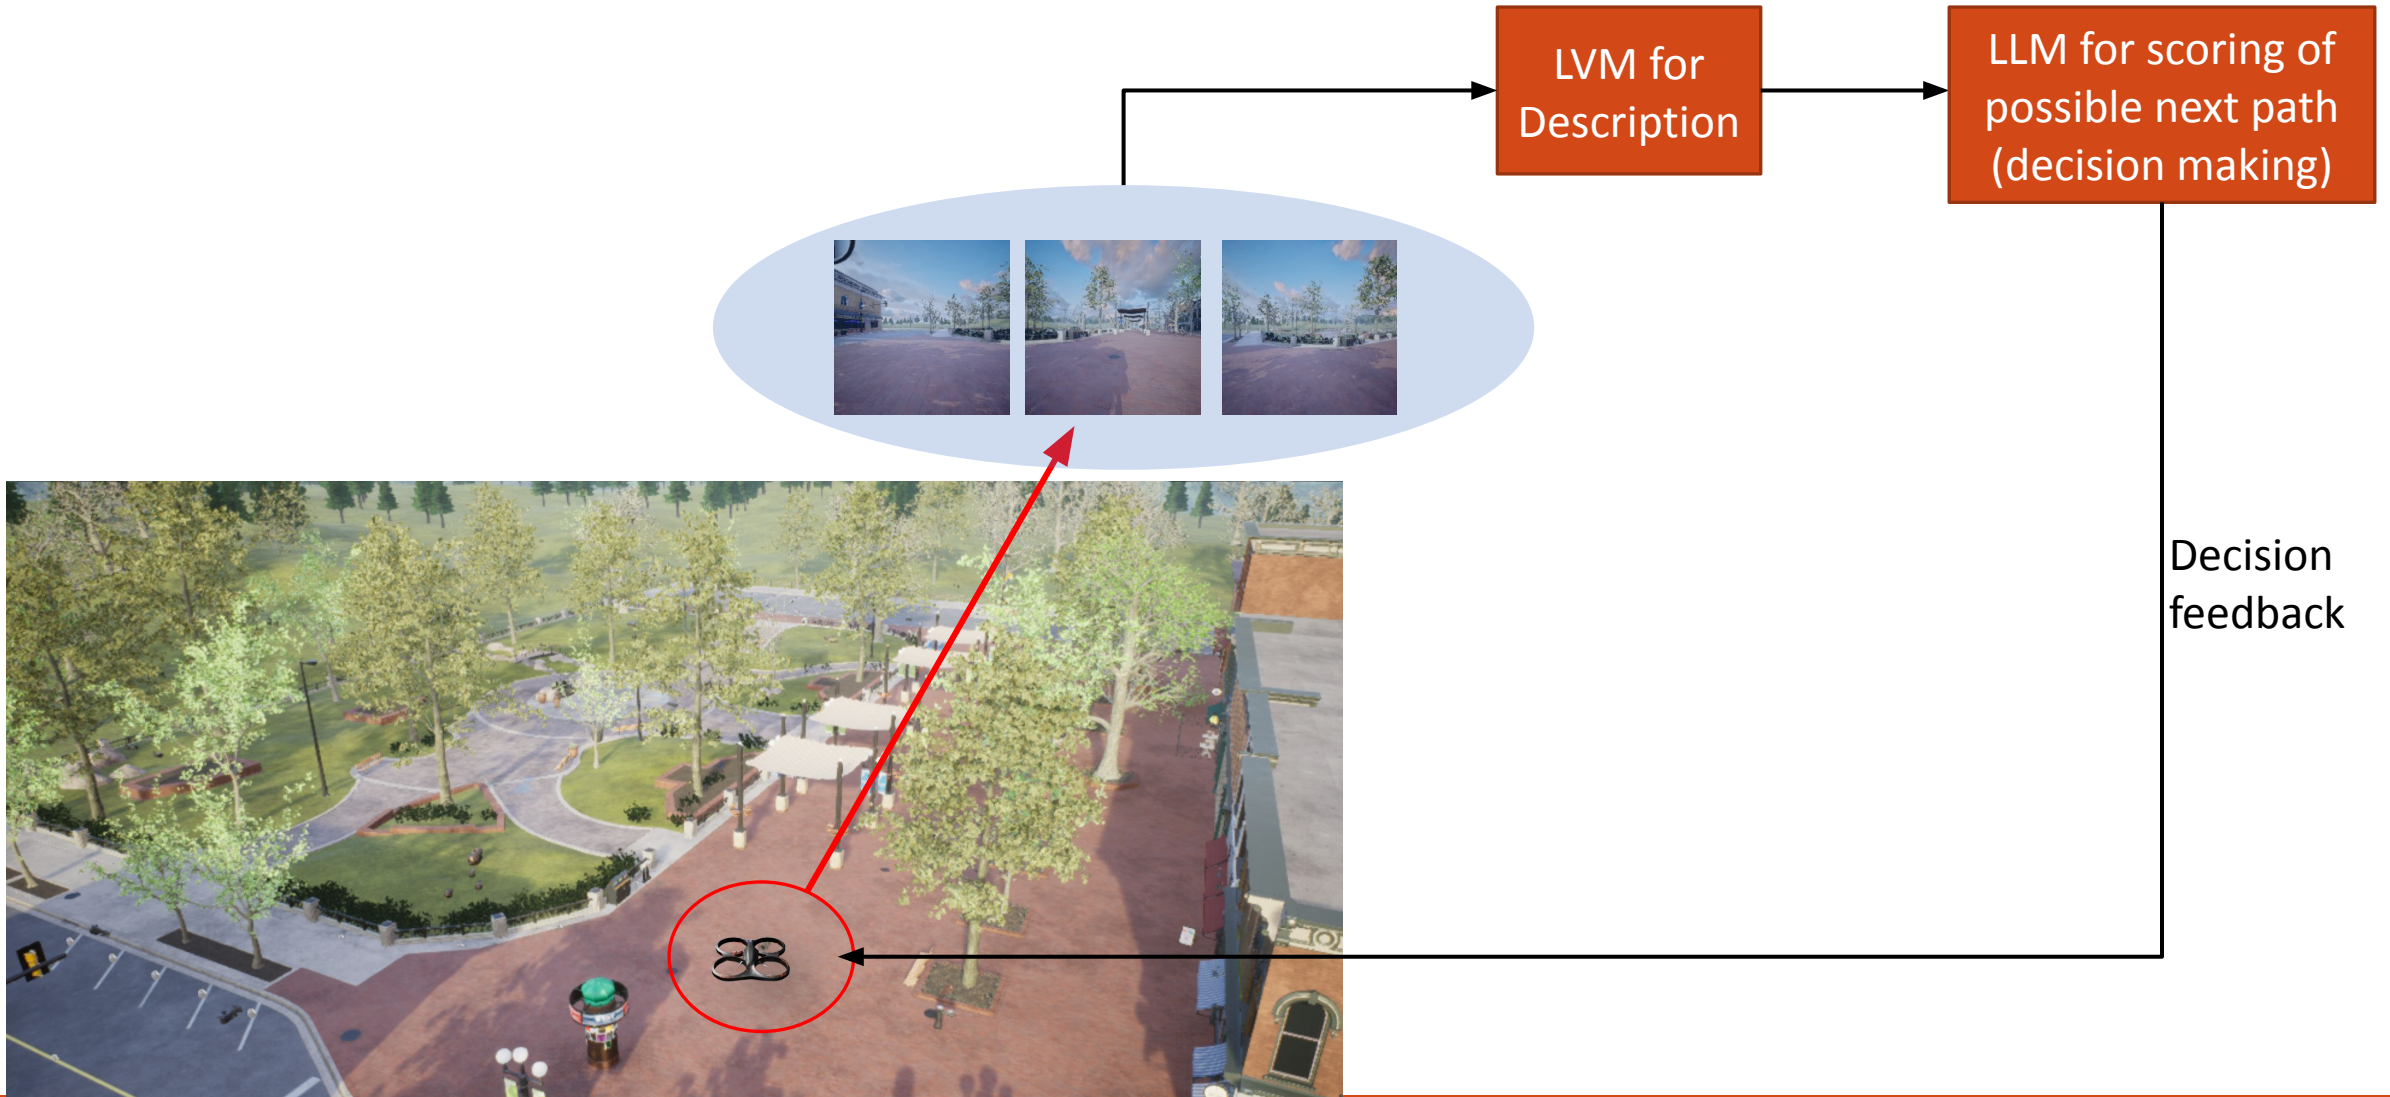 LVM for
Description
LLM for scoring of
possible next path
(decision making)
Decision
feedback